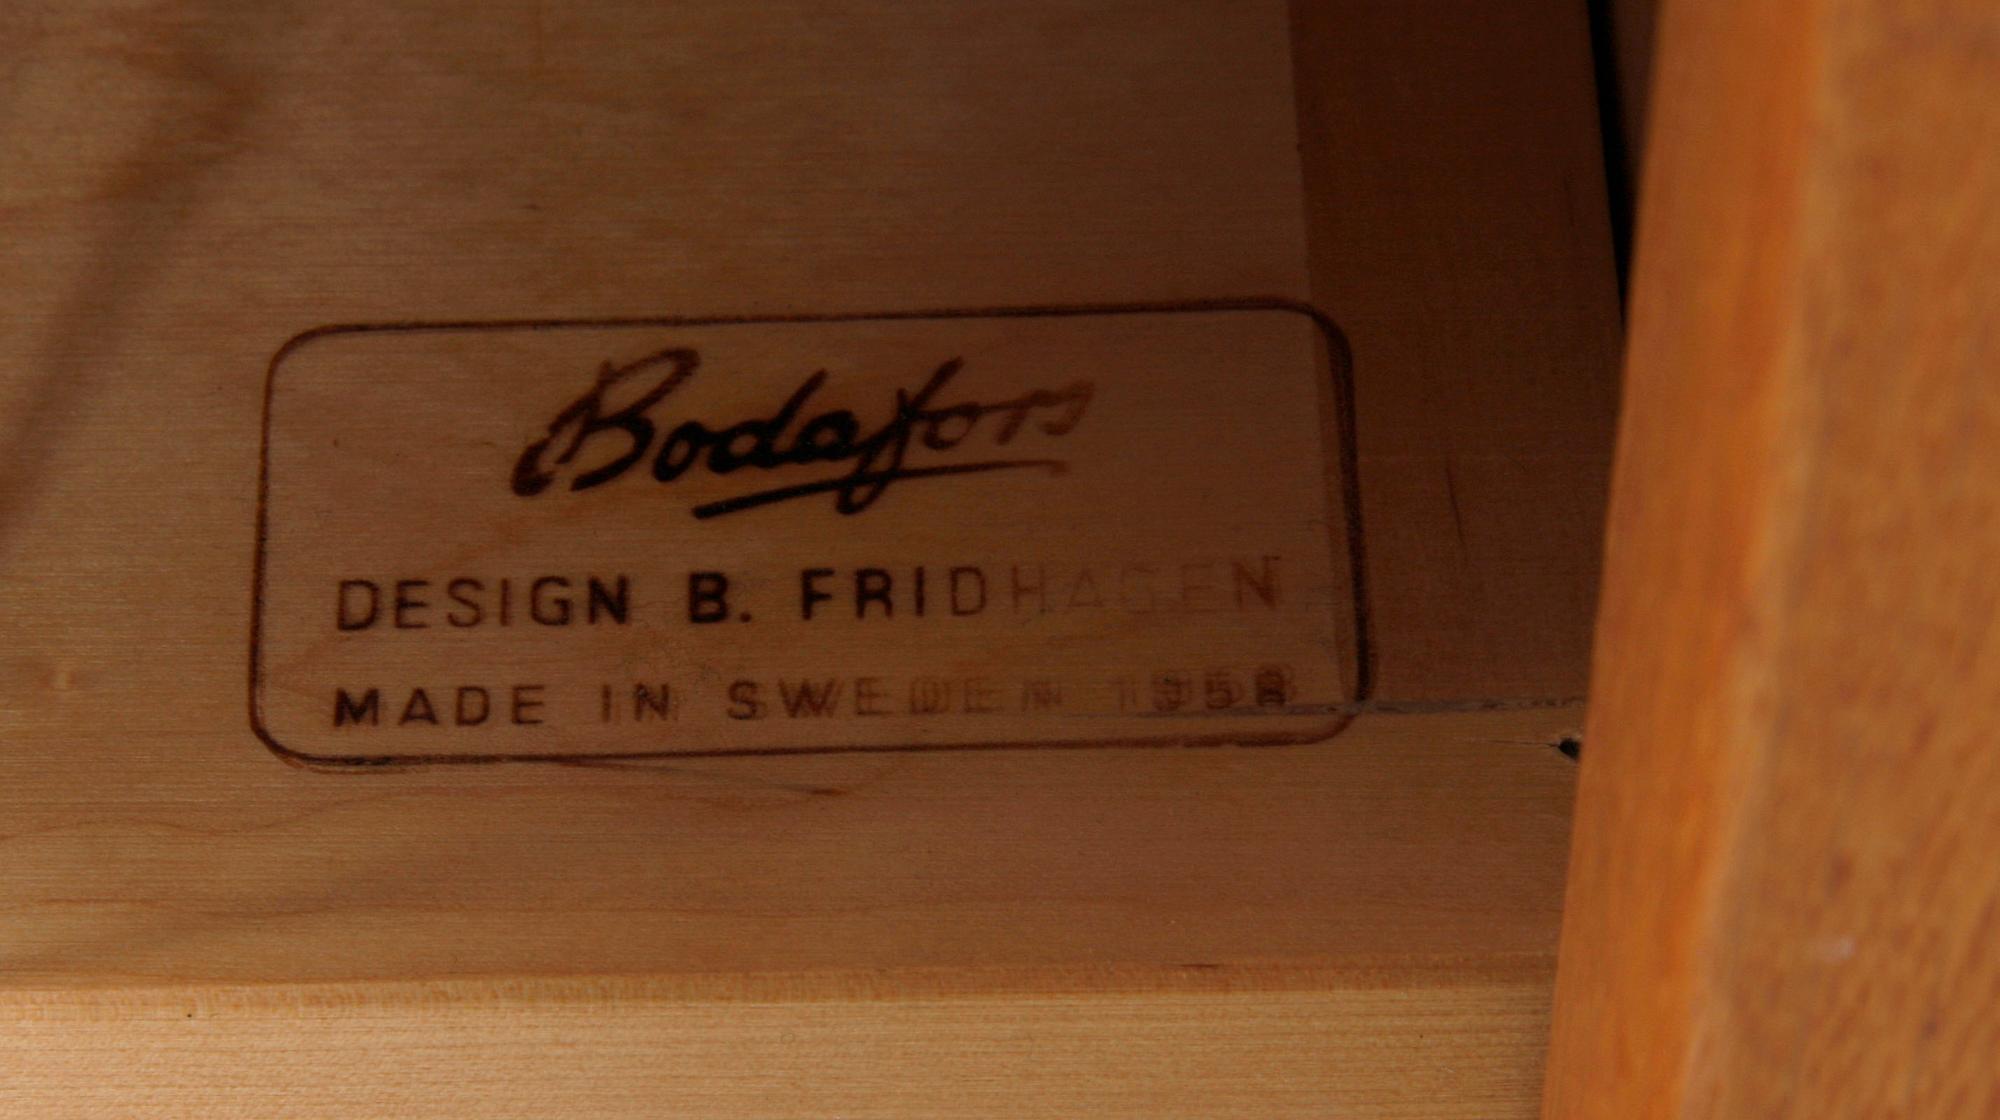 Bodafors
DESIGN B. FRIDHAGEN
MADE IN SWEDEN 1958